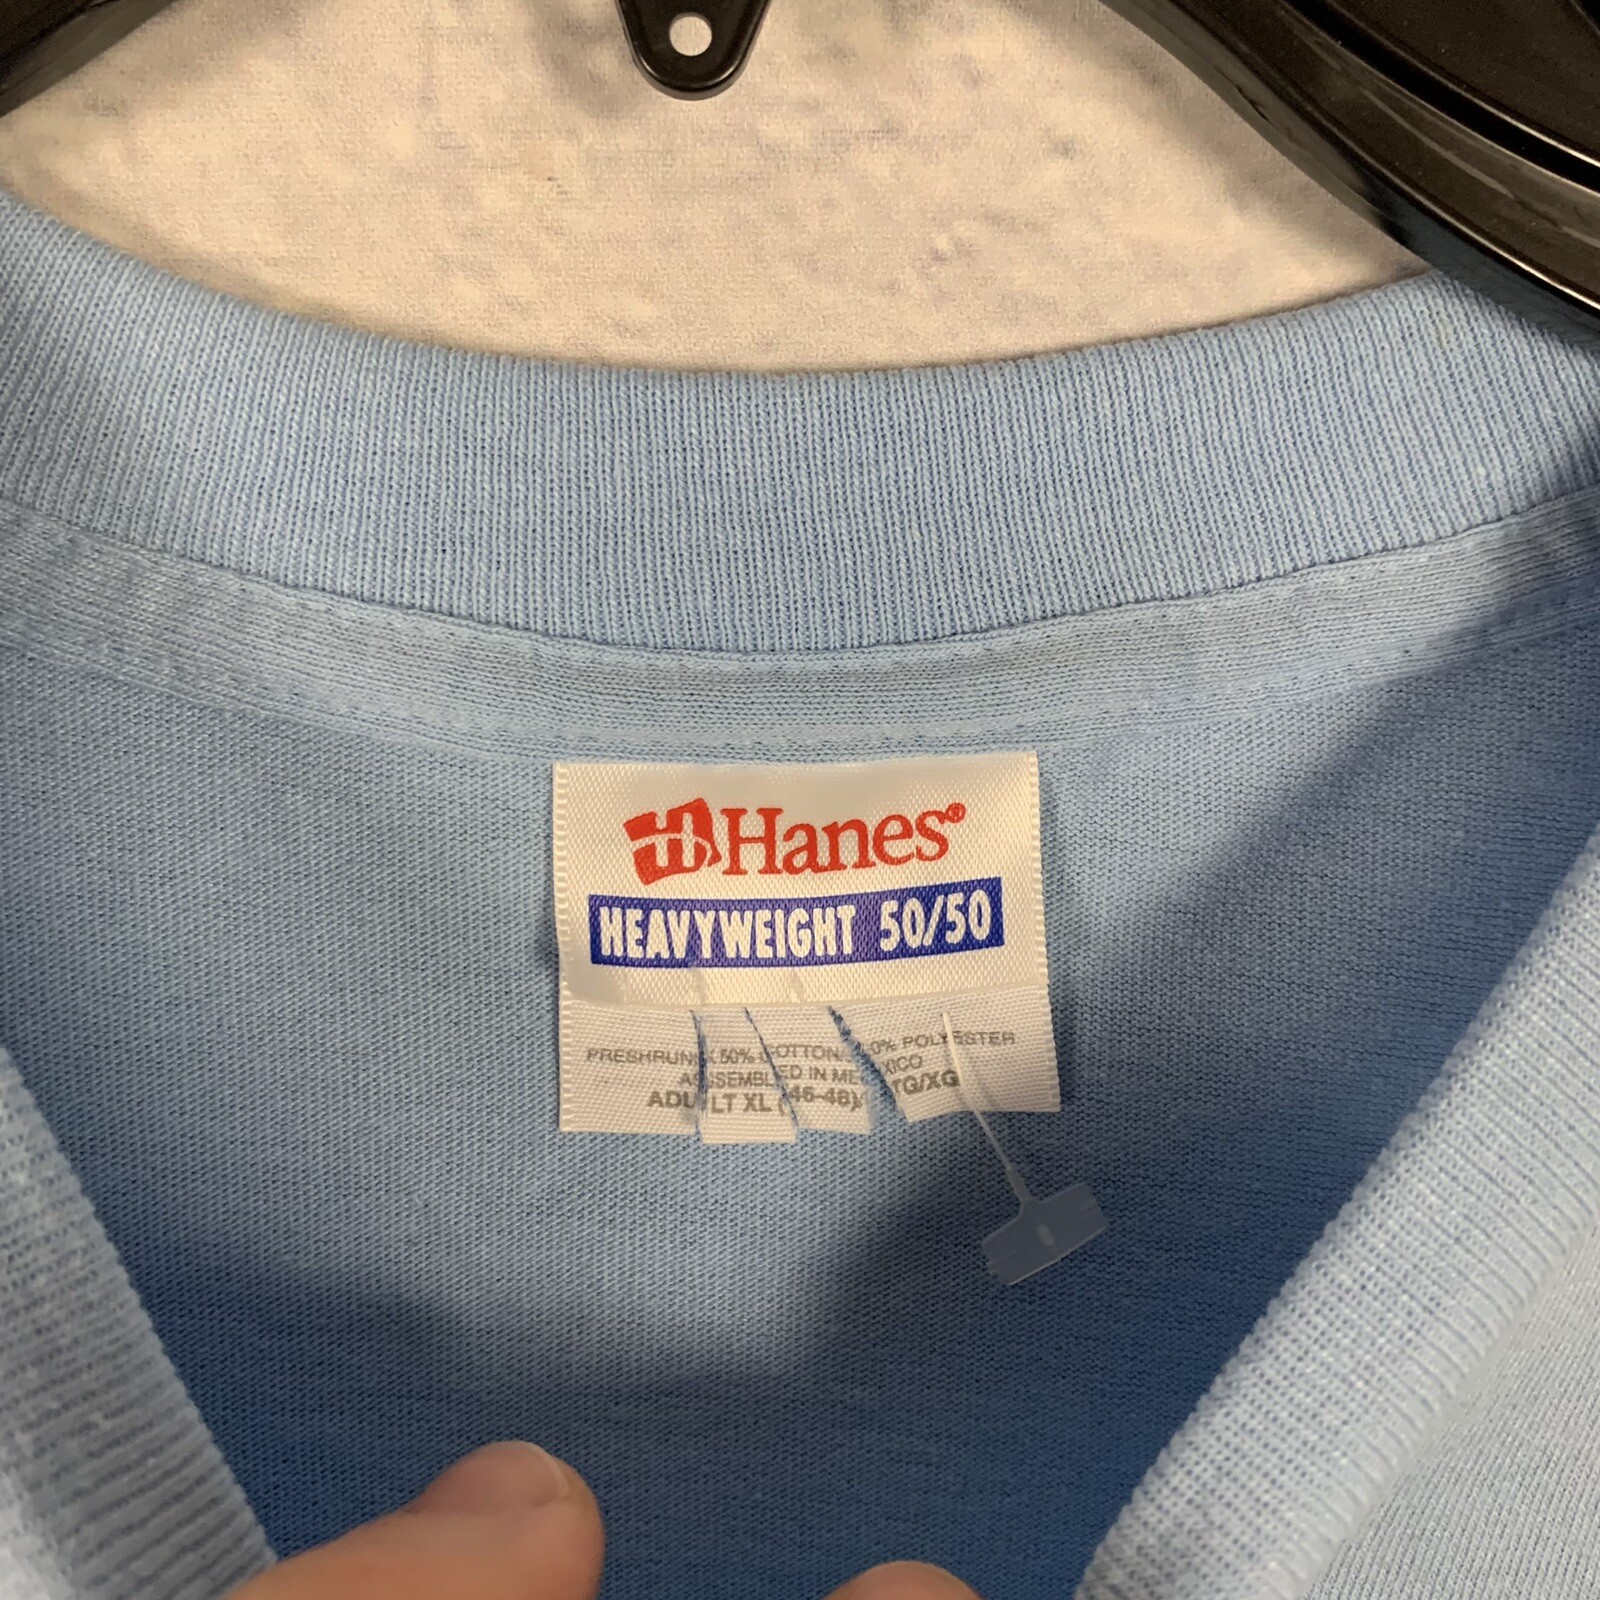 Hanes®
HEAVYWEIGHT 50/50
PRESHRUNK 50% COTTON/50% POLYESTER
ASSEMBLED IN MEXICO
ADULT XL (46-48)/TG/XG